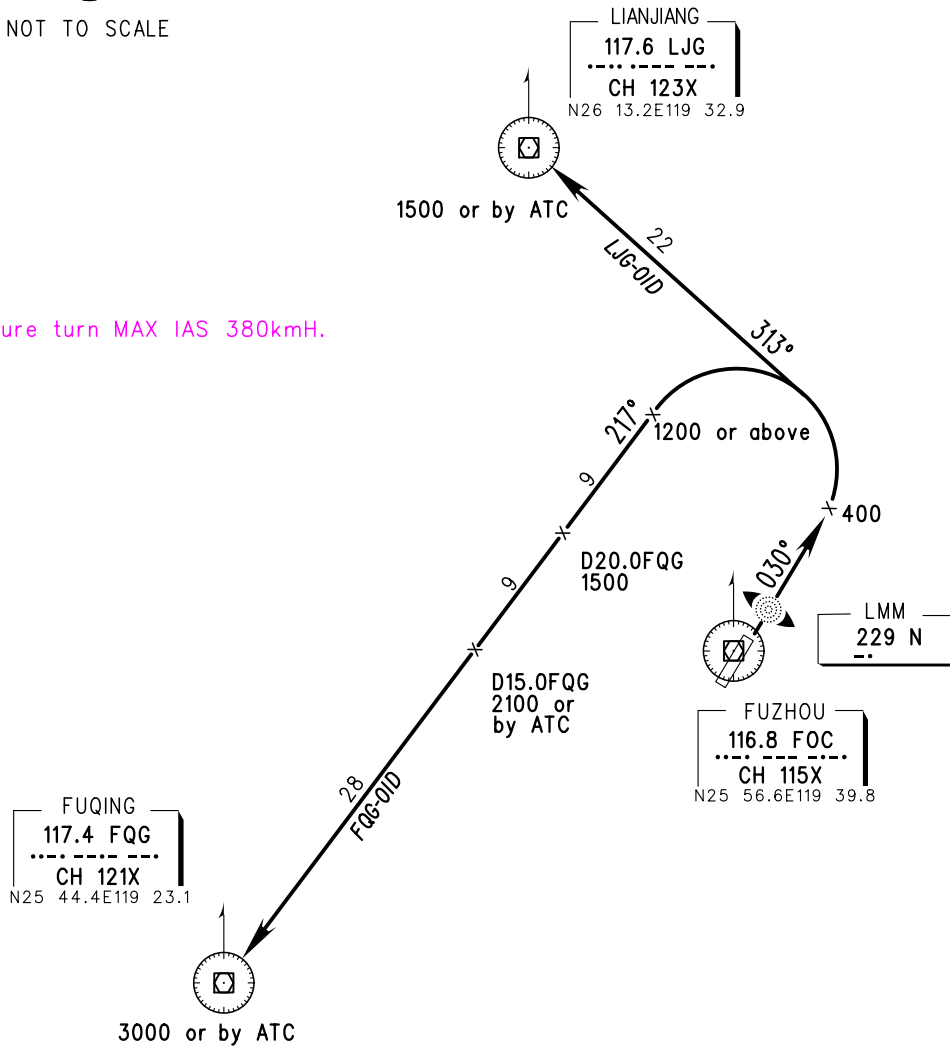 NOT TO SCALE
LIANJIANG
117.6 LJG
CH 123X
N26 13.2E119 32.9
1500 or by ATC
22
LJG-01D
ure turn MAX IAS 380kmH.
313°
217°
1200 or above
9
400
D20.0FQG
1500
030°
9
LMM
229 N
D15.0FQG
2100 or
by ATC
FUZHOU
116.8 FOC
CH 115X
N25 56.6E119 39.8
28
FQG-01D
FUQING
117.4 FQG
CH 121X
N25 44.4E119 23.1
3000 or by ATC